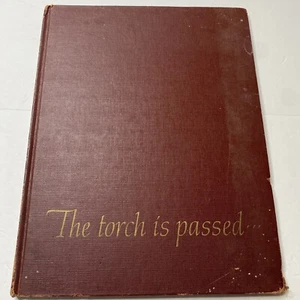 The torch is passed...